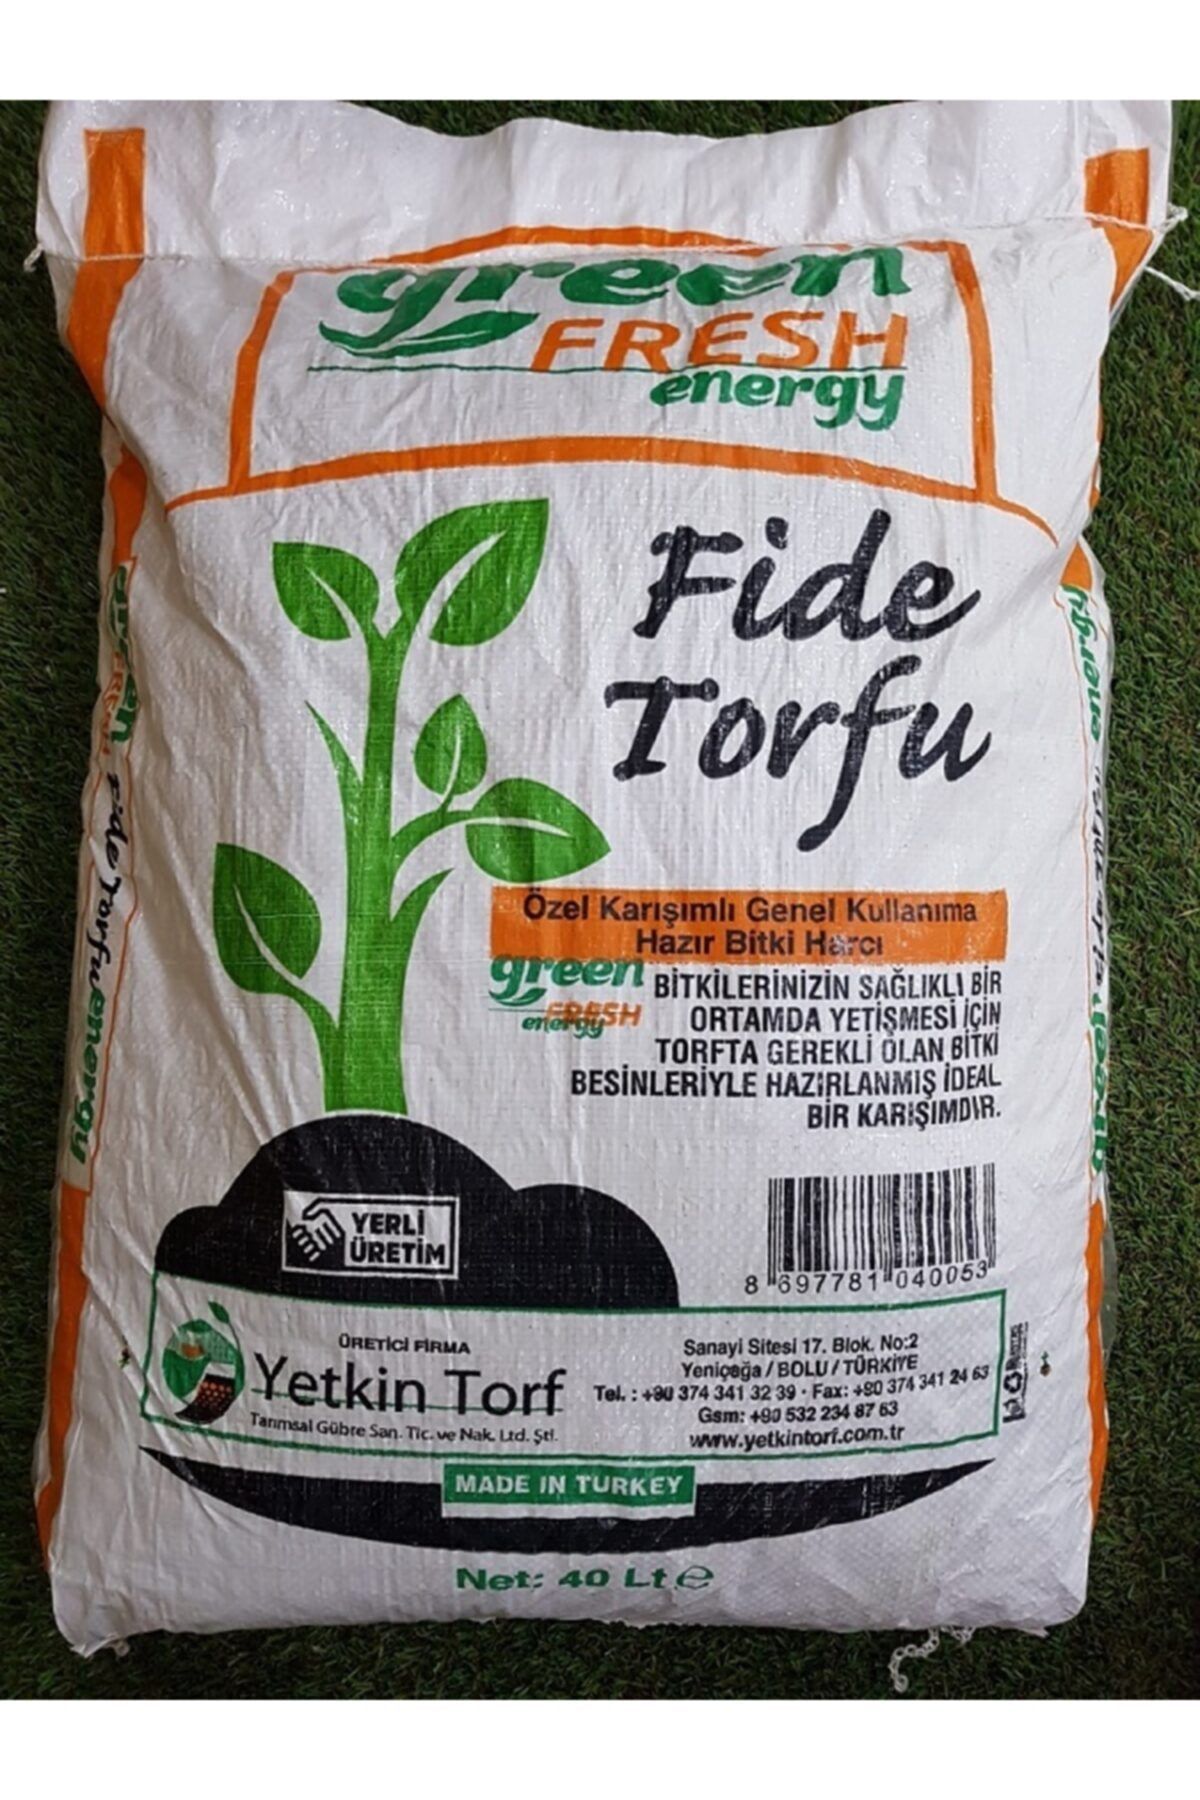 green
FRESH
energy
Fide
Torfu
Özel Karışımlı Genel Kullanıma
Hazır Bitki Harcı
green
FRESH
energy
BİTKİLERİNİZİN SAĞLIKLI BİR
ORTAMDA YETİŞMESİ İÇİN
TORFTA GEREKLİ OLAN BİTKİ
BESİNLERİYLE HAZIRLANMIŞ İDEAL
BİR KARIŞIMDIR.
YERLİ
ÜRETİM
8 697781 040053
ÜRETİCİ FİRMA
Yetkin Torf
Tarımsal Gübre San. Tic. ve Nak. Ltd. Şti.
Sanayi Sitesi 17. Blok. No:2
Yeniçağa / BOLU / TÜRKİYE
Tel. : +90 374 341 32 39 · Fax: +90 374 341 24 63
Gsm: +90 532 234 87 63
www.yetkintorf.com.tr
MADE IN TURKEY
Net: 40 Lt ℮
green
FRESH
Fide Torfu
energy
energy
green